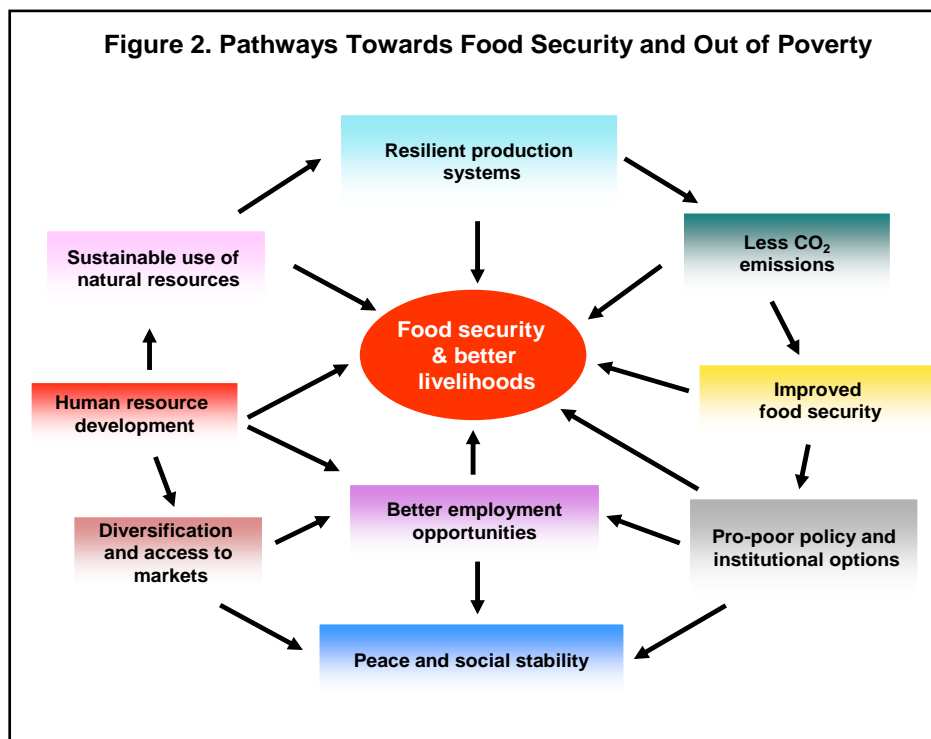 Figure 2. Pathways Towards Food Security and Out of Poverty
Resilient production
systems
Sustainable use of
natural resources
Less CO₂
emissions
Food security
& better
livelihoods
Human resource
development
Improved
food security
Diversification
and access to
markets
Better employment
opportunities
Pro-poor policy and
institutional options
Peace and social stability